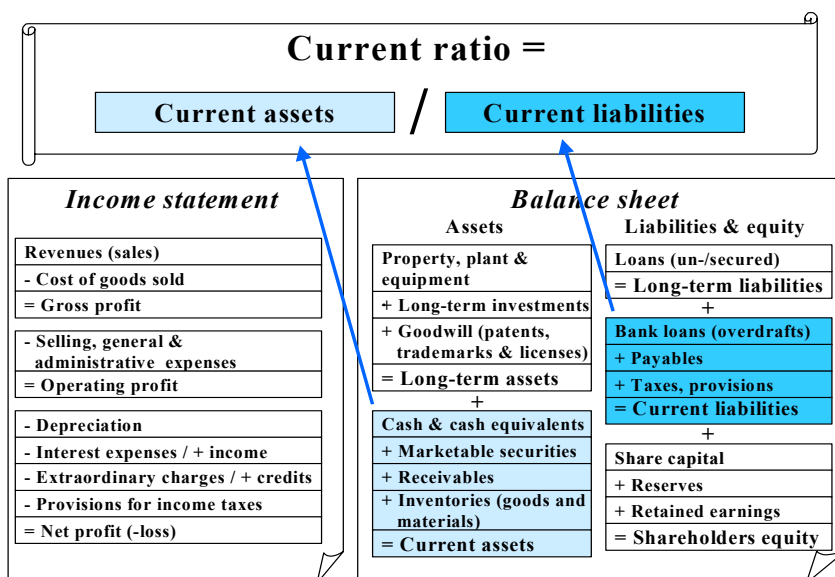 Current ratio =
Current assets / Current liabilities
Income statement
Revenues (sales)
- Cost of goods sold
= Gross profit
- Selling, general &
administrative expenses
= Operating profit
- Depreciation
- Interest expenses / + income
- Extraordinary charges / + credits
- Provisions for income taxes
= Net profit (-loss)
Balance sheet
Assets
Property, plant &
equipment
+ Long-term investments
+ Goodwill (patents,
trademarks & licenses)
= Long-term assets
+
Cash & cash equivalents
+ Marketable securities
+ Receivables
+ Inventories (goods and
materials)
= Current assets
Liabilities & equity
Loans (un-/secured)
= Long-term liabilities
+
Bank loans (overdrafts)
+ Payables
+ Taxes, provisions
= Current liabilities
+
Share capital
+ Reserves
+ Retained earnings
= Shareholders equity